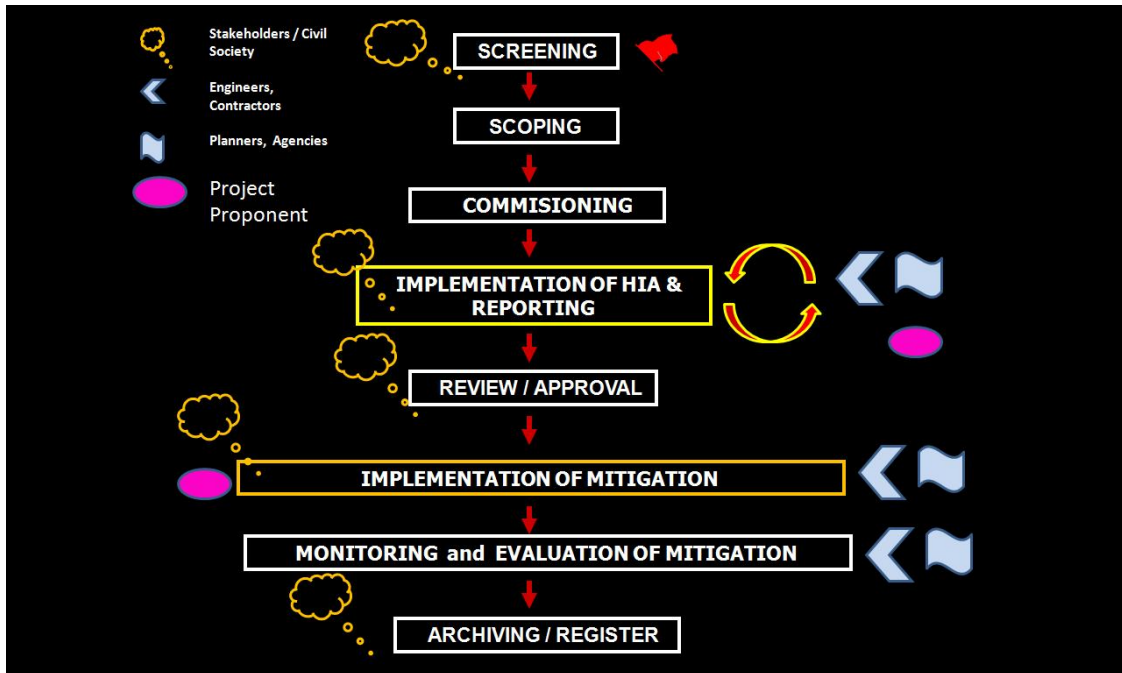 Stakeholders / Civil
Society
Engineers,
Contractors
Planners, Agencies
Project
Proponent
SCREENING
SCOPING
COMMISIONING
IMPLEMENTATION OF HIA &
REPORTING
REVIEW / APPROVAL
IMPLEMENTATION OF MITIGATION
MONITORING and EVALUATION OF MITIGATION
ARCHIVING / REGISTER